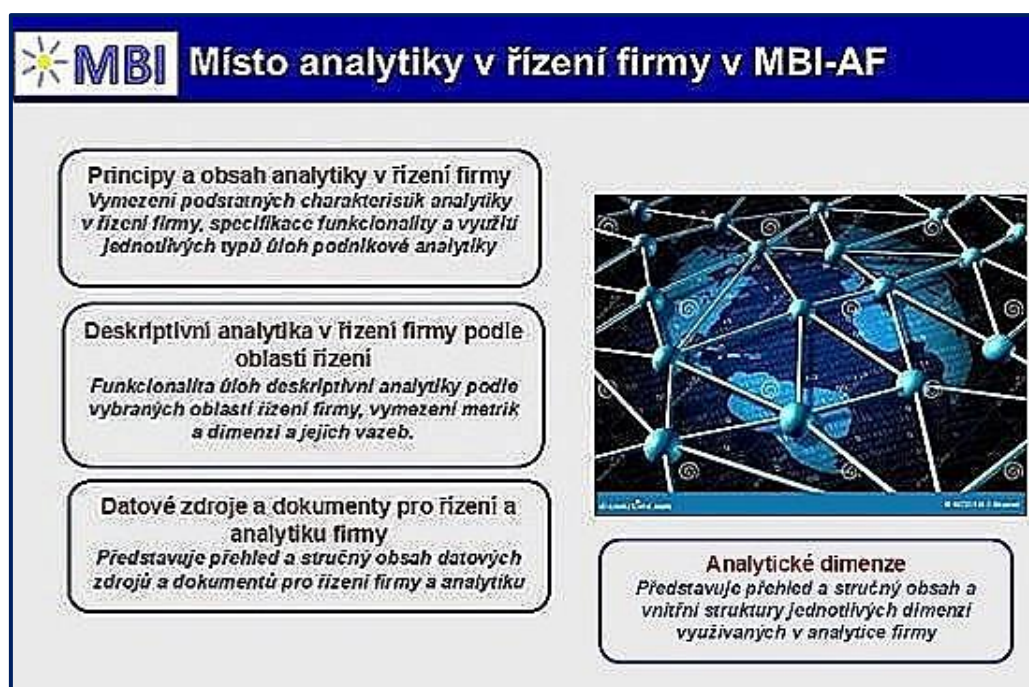 MBI Místo analytiky v řízení firmy v MBI-AF
Principy a obsah analytiky v řízení firmy
Vymezení podstatných charakteristik analytiky
v řízení firmy, specifikace funkcionality a využití
jednotlivých typů úloh podnikové analytiky
Deskriptivní analytika v řízení firmy podle
oblastí řízení
Funkcionalita úloh deskriptivní analytiky podle
vybraných oblastí řízení firmy, vymezení metrik
a dimenzí a jejich vazeb.
Datové zdroje a dokumenty pro řízení a
analytiku firmy
Představuje přehled a stručný obsah datových
zdrojů a dokumentů pro řízení firmy a analytiku
Analytické dimenze
Představuje přehled a stručný obsah a
vnitřní struktury jednotlivých dimenzí
využívaných v analytice firmy